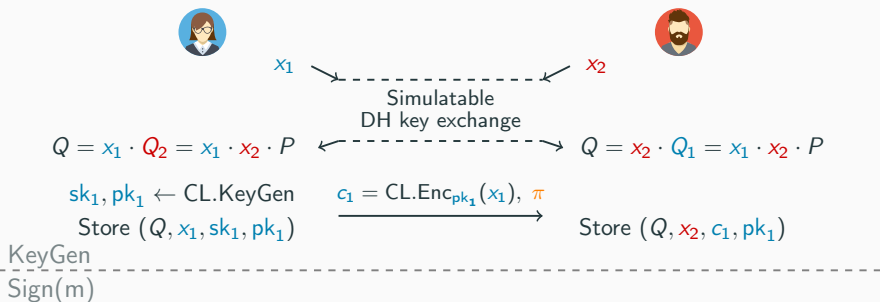 x₁ x₂
Simulatable
DH key exchange
Q = x₁ · Q₂ = x₁ · x₂ · P
Q = x₂ · Q₁ = x₁ · x₂ · P
sk₁, pk₁ ← CL.KeyGen
c₁ = CL.Enc_pk₁(x₁), π
Store (Q, x₁, sk₁, pk₁)
Store (Q, x₂, c₁, pk₁)
KeyGen
Sign(m)